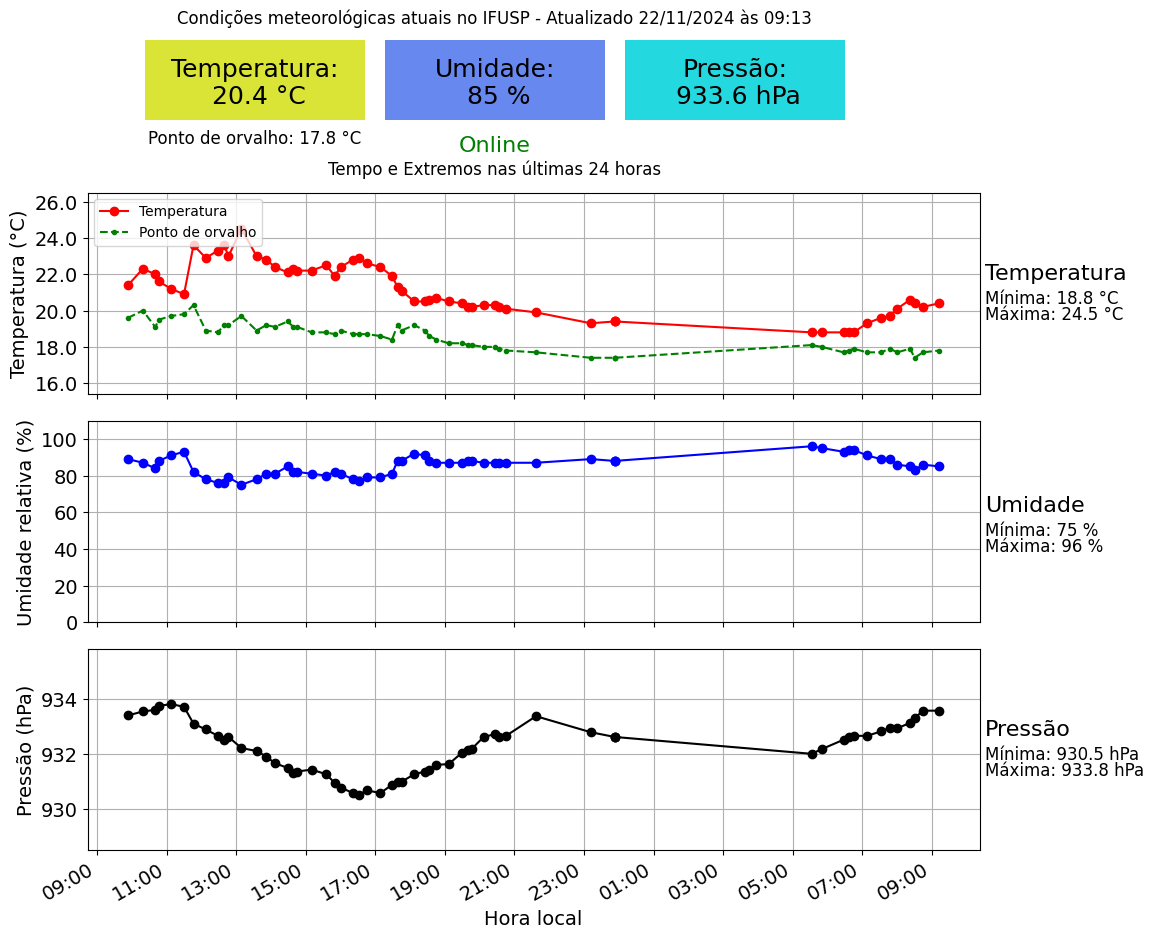 Condições meteorológicas atuais no IFUSP - Atualizado 22/11/2024 às 09:13
Temperatura:
20.4 °C
Umidade:
85 %
Pressão:
933.6 hPa
Ponto de orvalho: 17.8 °C
Online
Tempo e Extremos nas últimas 24 horas
Temperatura (°C)
26.0
24.0
22.0
20.0
18.0
16.0
Temperatura
Ponto de orvalho
Temperatura
Mínima: 18.8 °C
Máxima: 24.5 °C
Umidade relativa (%)
100
80
60
40
20
0
Umidade
Mínima: 75 %
Máxima: 96 %
Pressão (hPa)
934
932
930
Pressão
Mínima: 930.5 hPa
Máxima: 933.8 hPa
09:00 11:00 13:00 15:00 17:00 19:00 21:00 23:00 01:00 03:00 05:00 07:00 09:00
Hora local